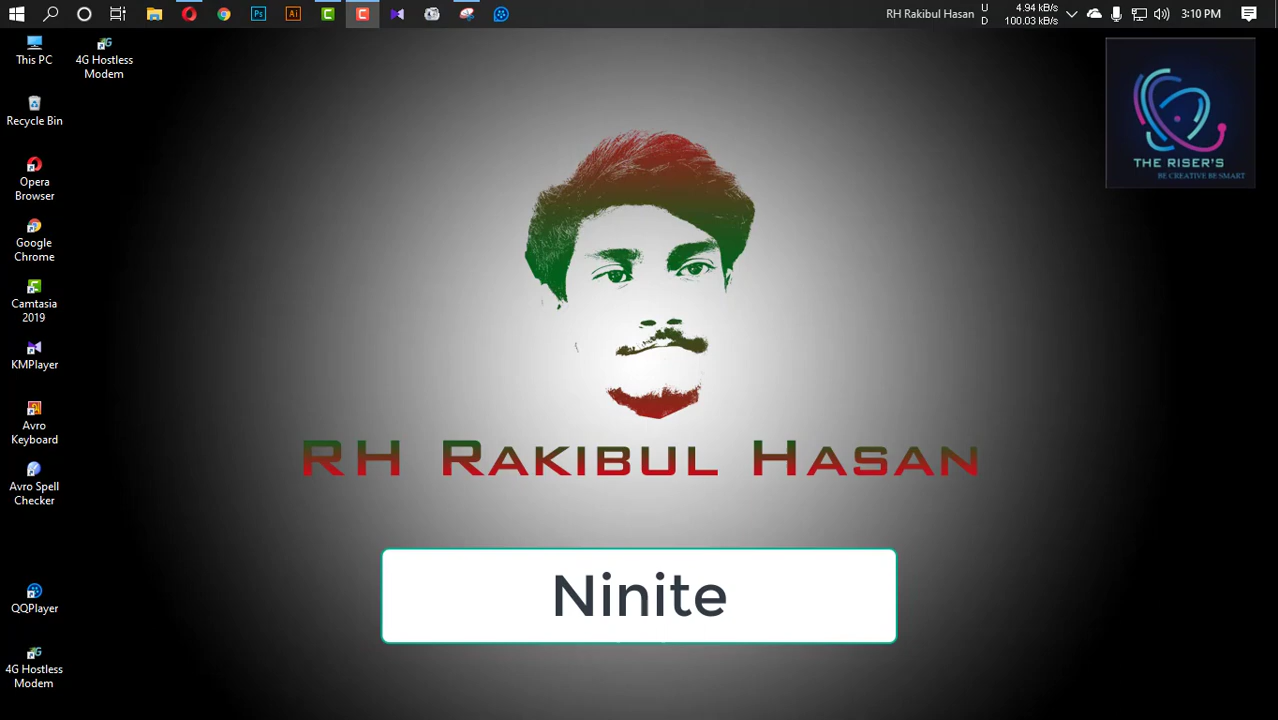 RH Rakibul Hasan
U 4.94 kB/s
D 100.03 kB/s
3:10 PM
Ps
Ai
This PC
4G Hostless
Modem
Recycle Bin
Opera
Browser
Google
Chrome
Camtasia
2019
KMPlayer
Avro
Keyboard
Avro Spell
Checker
QQPlayer
4G Hostless
Modem
THE RISER'S
BE CREATIVE BE SMART
RH RAKIBUL HASAN
Ninite